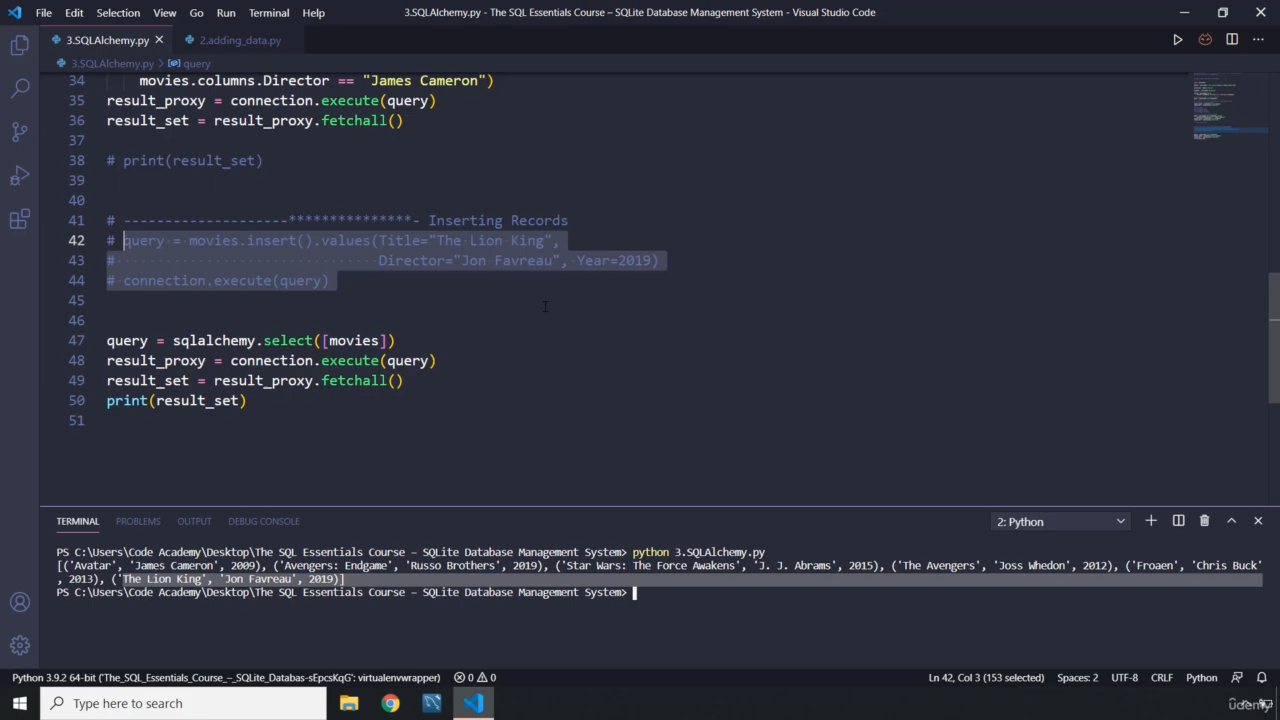 File Edit Selection View Go Run Terminal Help 3.SQLAlchemy.py - The SQL Essentials Course – SQLite Database Management System - Visual Studio Code
3.SQLAlchemy.py 2.adding_data.py
3.SQLAlchemy.py > query
34 movies.columns.Director == "James Cameron")
35 result_proxy = connection.execute(query)
36 result_set = result_proxy.fetchall()
37
38 # print(result_set)
39
40
41 # --------------------***************- Inserting Records
42 # query = movies.insert().values(Title="The Lion King",
43 # Director="Jon Favreau", Year=2019)
44 # connection.execute(query)
45
46
47 query = sqlalchemy.select([movies])
48 result_proxy = connection.execute(query)
49 result_set = result_proxy.fetchall()
50 print(result_set)
51
TERMINAL PROBLEMS OUTPUT DEBUG CONSOLE 2: Python
PS C:\Users\Code Academy\Desktop\The SQL Essentials Course – SQLite Database Management System> python 3.SQLAlchemy.py
[('Avatar', 'James Cameron', 2009), ('Avengers: Endgame', 'Russo Brothers', 2019), ('Star Wars: The Force Awakens', 'J. J. Abrams', 2015), ('The Avengers', 'Joss Whedon', 2012), ('Froaen', 'Chris Buck'
, 2013), ('The Lion King', 'Jon Favreau', 2019)]
PS C:\Users\Code Academy\Desktop\The SQL Essentials Course – SQLite Database Management System>
Python 3.9.2 64-bit ('The_SQL_Essentials_Course_–_SQLite_Databas-sEpcsKqG': virtualenvwrapper) 0 0 Ln 42, Col 3 (153 selected) Spaces: 2 UTF-8 CRLF Python
Type here to search
udemy